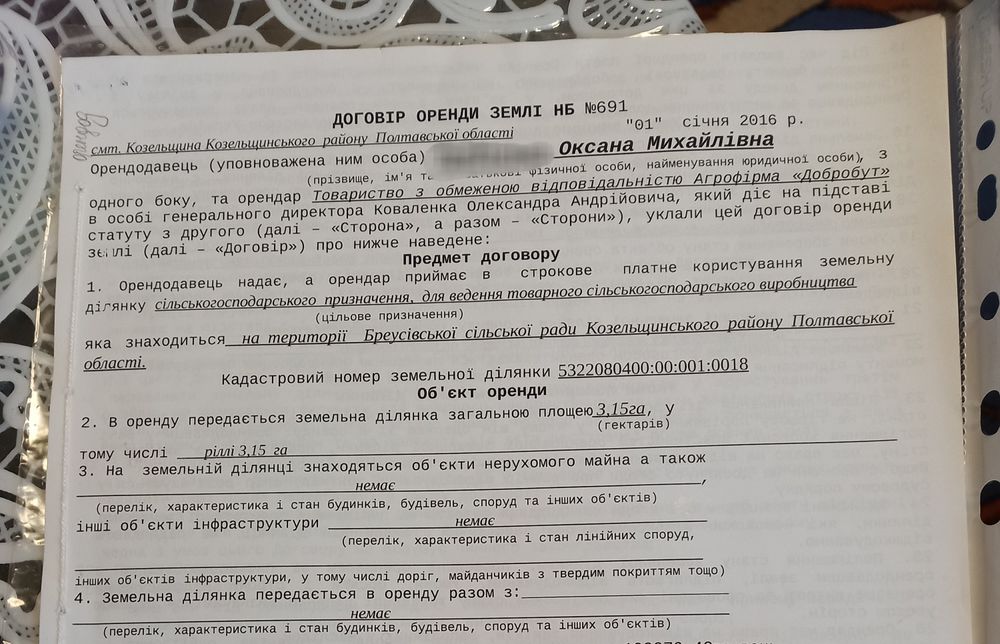 ДОГОВІР ОРЕНДИ ЗЕМЛІ НБ №691
смт. Козельщина Козельщинського району Полтавської області
"01" січня 2016 р.
Орендодавець (уповноважена ним особа) Оксана Михайлівна
(прізвище, ім'я та фізичної особи, найменування юридичної особи), з
одного боку, та орендар Товариство з обмеженою відповідальністю Агрофірма «Добробут»
в особі генерального директора Коваленка Олександра Андрійовича, який діє на підставі
статуту з другого (далі – «Сторона», а разом – «Сторони»), уклали цей договір оренди
землі (далі – «Договір») про нижче наведене:
Предмет договору
1. Орендодавець надає, а орендар приймає в строкове платне користування земельну
ділянку сільськогосподарського призначення, для ведення товарного сільськогосподарського виробництва
(цільове призначення)
яка знаходиться на території Бреусівської сільської ради Козельщинського району Полтавської
області.
Кадастровий номер земельної ділянки 5322080400:00:001:0018
Об'єкт оренди
2. В оренду передається земельна ділянка загальною площею 3,15га, у
(гектарів)
тому числі ріллі 3,15 га
3. На земельній ділянці знаходяться об'єкти нерухомого майна а також
немає,
(перелік, характеристика і стан будинків, будівель, споруд та інших об'єктів)
інші об'єкти інфраструктури немає
(перелік, характеристика і стан лінійних споруд,
інших об'єктів інфраструктури, у тому числі доріг, майданчиків з твердим покриттям тощо)
4. Земельна ділянка передається в оренду разом з:
немає
(перелік, характеристика і стан будинків, будівель, споруд та інших об'єктів)